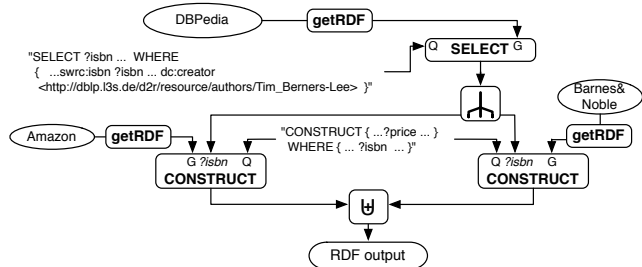 DBPedia
getRDF
"SELECT ?isbn ... WHERE
{ ...swrc:isbn ?isbn ... dc:creator
<http://dblp.l3s.de/d2r/resource/authors/Tim_Berners-Lee> }"
Q SELECT G
Barnes&
Noble
getRDF
Amazon
getRDF
"CONSTRUCT { ...?price ... }
WHERE { ... ?isbn ... }"
G ?isbn Q
CONSTRUCT
Q ?isbn G
CONSTRUCT
⊎
RDF output